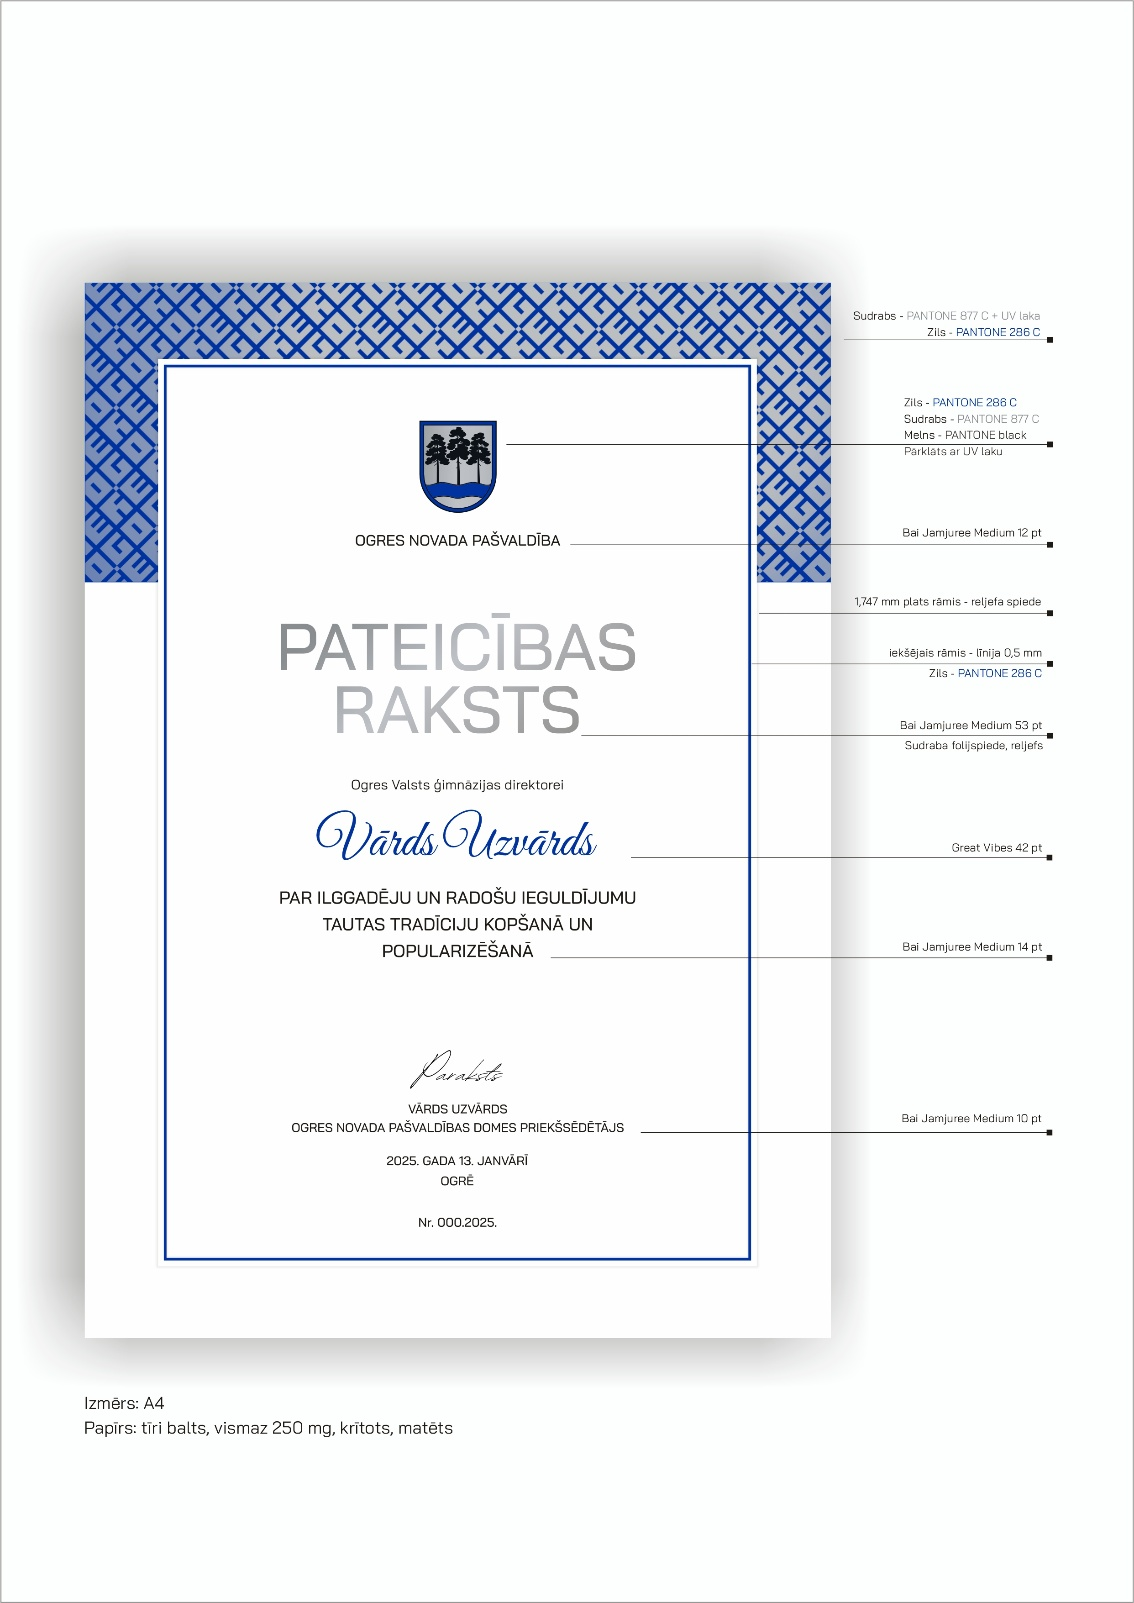 Sudrabs - PANTONE 877 C + UV laka
Zils - PANTONE 286 C
Zils - PANTONE 286 C
Sudrabs - PANTONE 877 C
Melns - PANTONE black
Pārklāts ar UV laku
OGRES NOVADA PAŠVALDĪBA
Bai Jamjuree Medium 12 pt
1,747 mm plats rāmis - reljefa spiede
iekšējais rāmis - līnija 0,5 mm
Zils - PANTONE 286 C
PATEICĪBAS
RAKSTS
Bai Jamjuree Medium 53 pt
Sudraba folijspiede, reljefs
Ogres Valsts ģimnāzijas direktorei
Vārds Uzvārds
Great Vibes 42 pt
PAR ILGGADĒJU UN RADOŠU IEGULDĪJUMU
TAUTAS TRADĪCIJU KOPŠANĀ UN
POPULARIZĒŠANĀ
Bai Jamjuree Medium 14 pt
Paraksts
VĀRDS UZVĀRDS
OGRES NOVADA PAŠVALDĪBAS DOMES PRIEKŠSĒDĒTĀJS
Bai Jamjuree Medium 10 pt
2025. GADA 13. JANVĀRĪ
OGRĒ
Nr. 000.2025.
Izmērs: A4
Papīrs: tīri balts, vismaz 250 mg, krītots, matēts